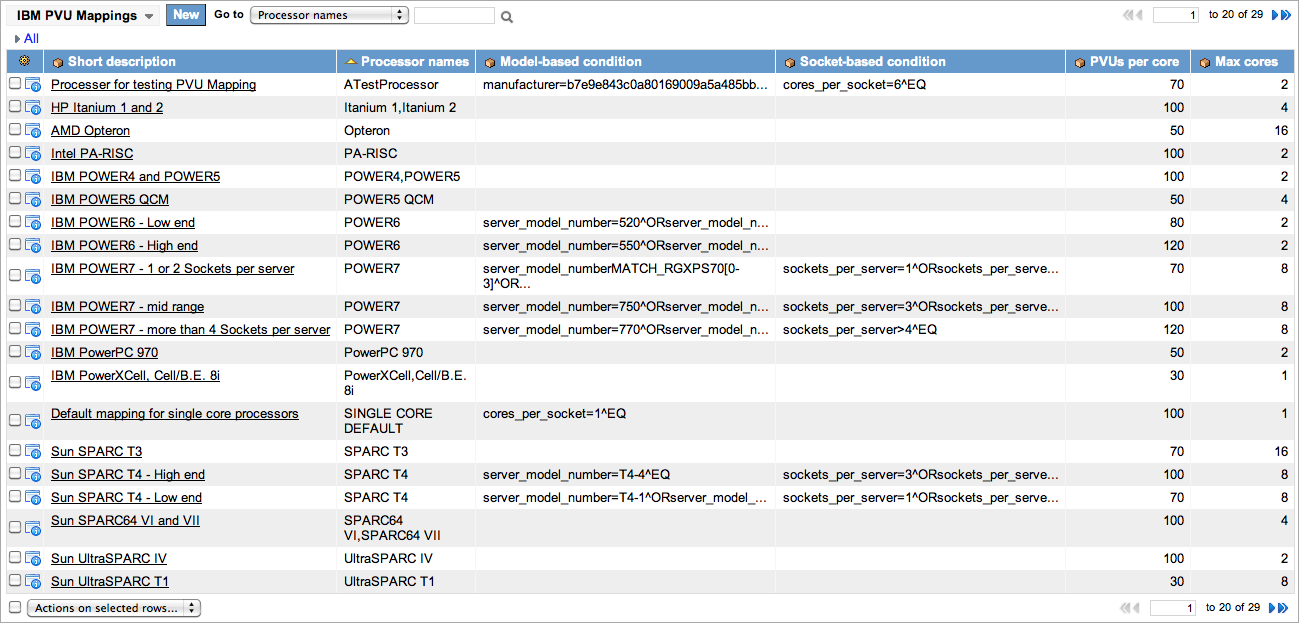 IBM PVU Mappings New Go to Processor names 1 to 20 of 29
All
Short description Processor names Model-based condition Socket-based condition PVUs per core Max cores
Processer for testing PVU Mapping ATestProcessor manufacturer=b7e9e843c0a80169009a5a485bb... cores_per_socket=6^EQ 70 2
HP Itanium 1 and 2 Itanium 1,Itanium 2 100 4
AMD Opteron Opteron 50 16
Intel PA-RISC PA-RISC 100 2
IBM POWER4 and POWER5 POWER4,POWER5 100 2
IBM POWER5 QCM POWER5 QCM 50 4
IBM POWER6 - Low end POWER6 server_model_number=520^ORserver_model_n... 80 2
IBM POWER6 - High end POWER6 server_model_number=550^ORserver_model_n... 120 2
IBM POWER7 - 1 or 2 Sockets per server POWER7 server_model_numberMATCH_RGXPS70[0- sockets_per_server=1^ORsockets_per_serve... 70 8
3]^OR...
IBM POWER7 - mid range POWER7 server_model_number=750^ORserver_model_n... sockets_per_server=3^ORsockets_per_serve... 100 8
IBM POWER7 - more than 4 Sockets per server POWER7 server_model_number=770^ORserver_model_n... sockets_per_server>4^EQ 120 8
IBM PowerPC 970 PowerPC 970 50 2
IBM PowerXCell, Cell/B.E. 8i PowerXCell,Cell/B.E. 30 1
8i
Default mapping for single core processors SINGLE CORE cores_per_socket=1^EQ 100 1
DEFAULT
Sun SPARC T3 SPARC T3 70 16
Sun SPARC T4 - High end SPARC T4 server_model_number=T4-4^EQ sockets_per_server=3^ORsockets_per_serve... 100 8
Sun SPARC T4 - Low end SPARC T4 server_model_number=T4-1^ORserver_model_... sockets_per_server=1^ORsockets_per_serve... 70 8
Sun SPARC64 VI and VII SPARC64 100 4
VI,SPARC64 VII
Sun UltraSPARC IV UltraSPARC IV 100 2
Sun UltraSPARC T1 UltraSPARC T1 30 8
Actions on selected rows... 1 to 20 of 29